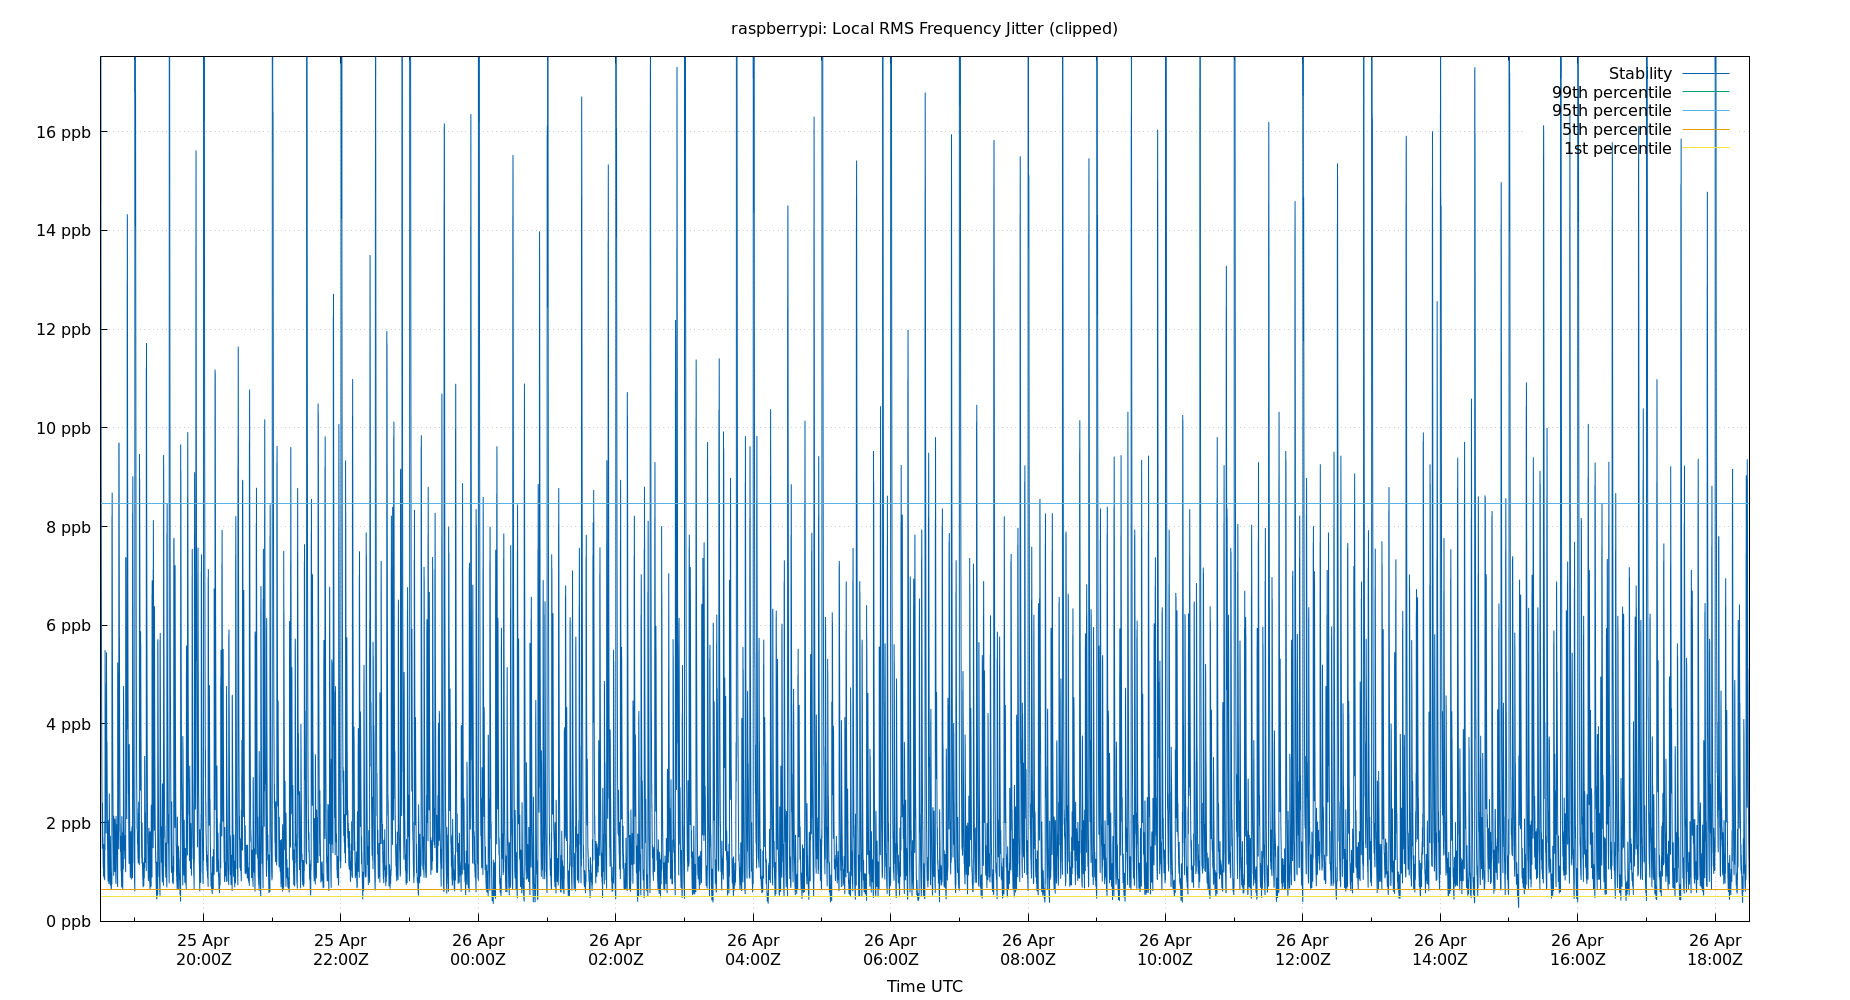 raspberrypi: Local RMS Frequency Jitter (clipped)
Stability
99th percentile
95th percentile
5th percentile
1st percentile
16 ppb
14 ppb
12 ppb
10 ppb
8 ppb
6 ppb
4 ppb
2 ppb
0 ppb
25 Apr 25 Apr 26 Apr 26 Apr 26 Apr 26 Apr 26 Apr 26 Apr 26 Apr 26 Apr 26 Apr 26 Apr
20:00Z 22:00Z 00:00Z 02:00Z 04:00Z 06:00Z 08:00Z 10:00Z 12:00Z 14:00Z 16:00Z 18:00Z
Time UTC